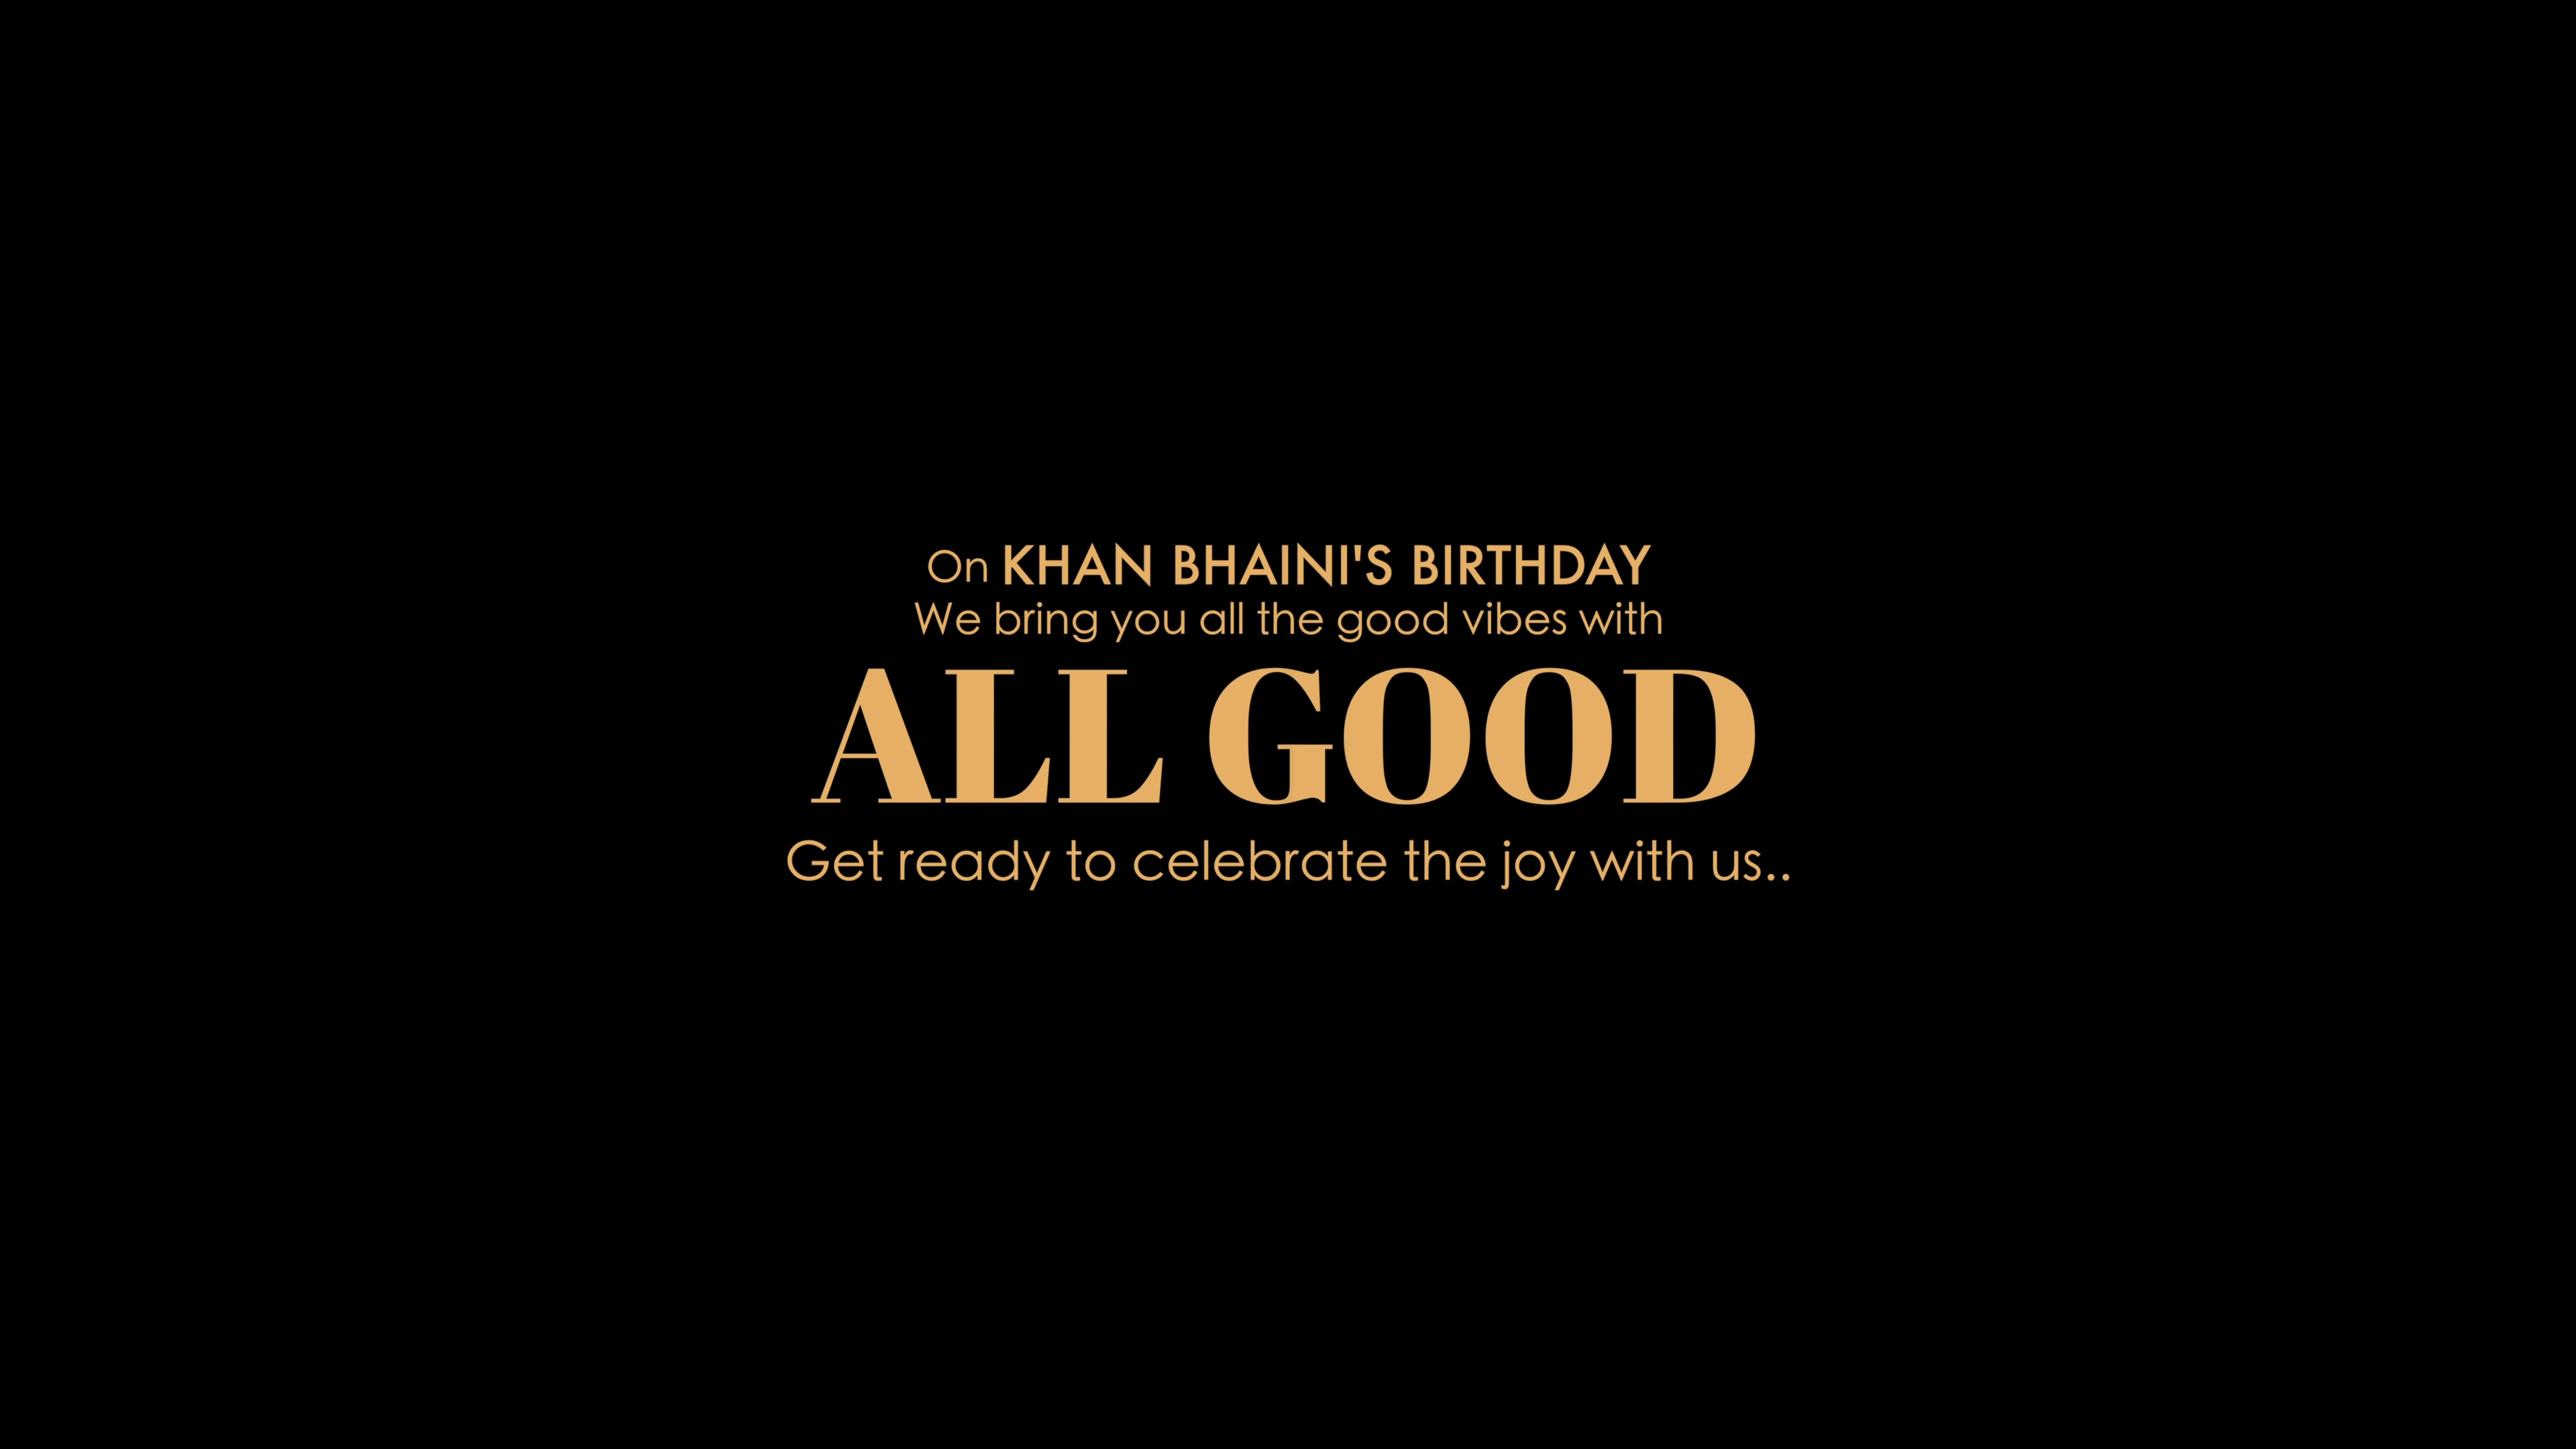 On KHAN BHAINI'S BIRTHDAY
We bring you all the good vibes with
ALL GOOD
Get ready to celebrate the joy with us..